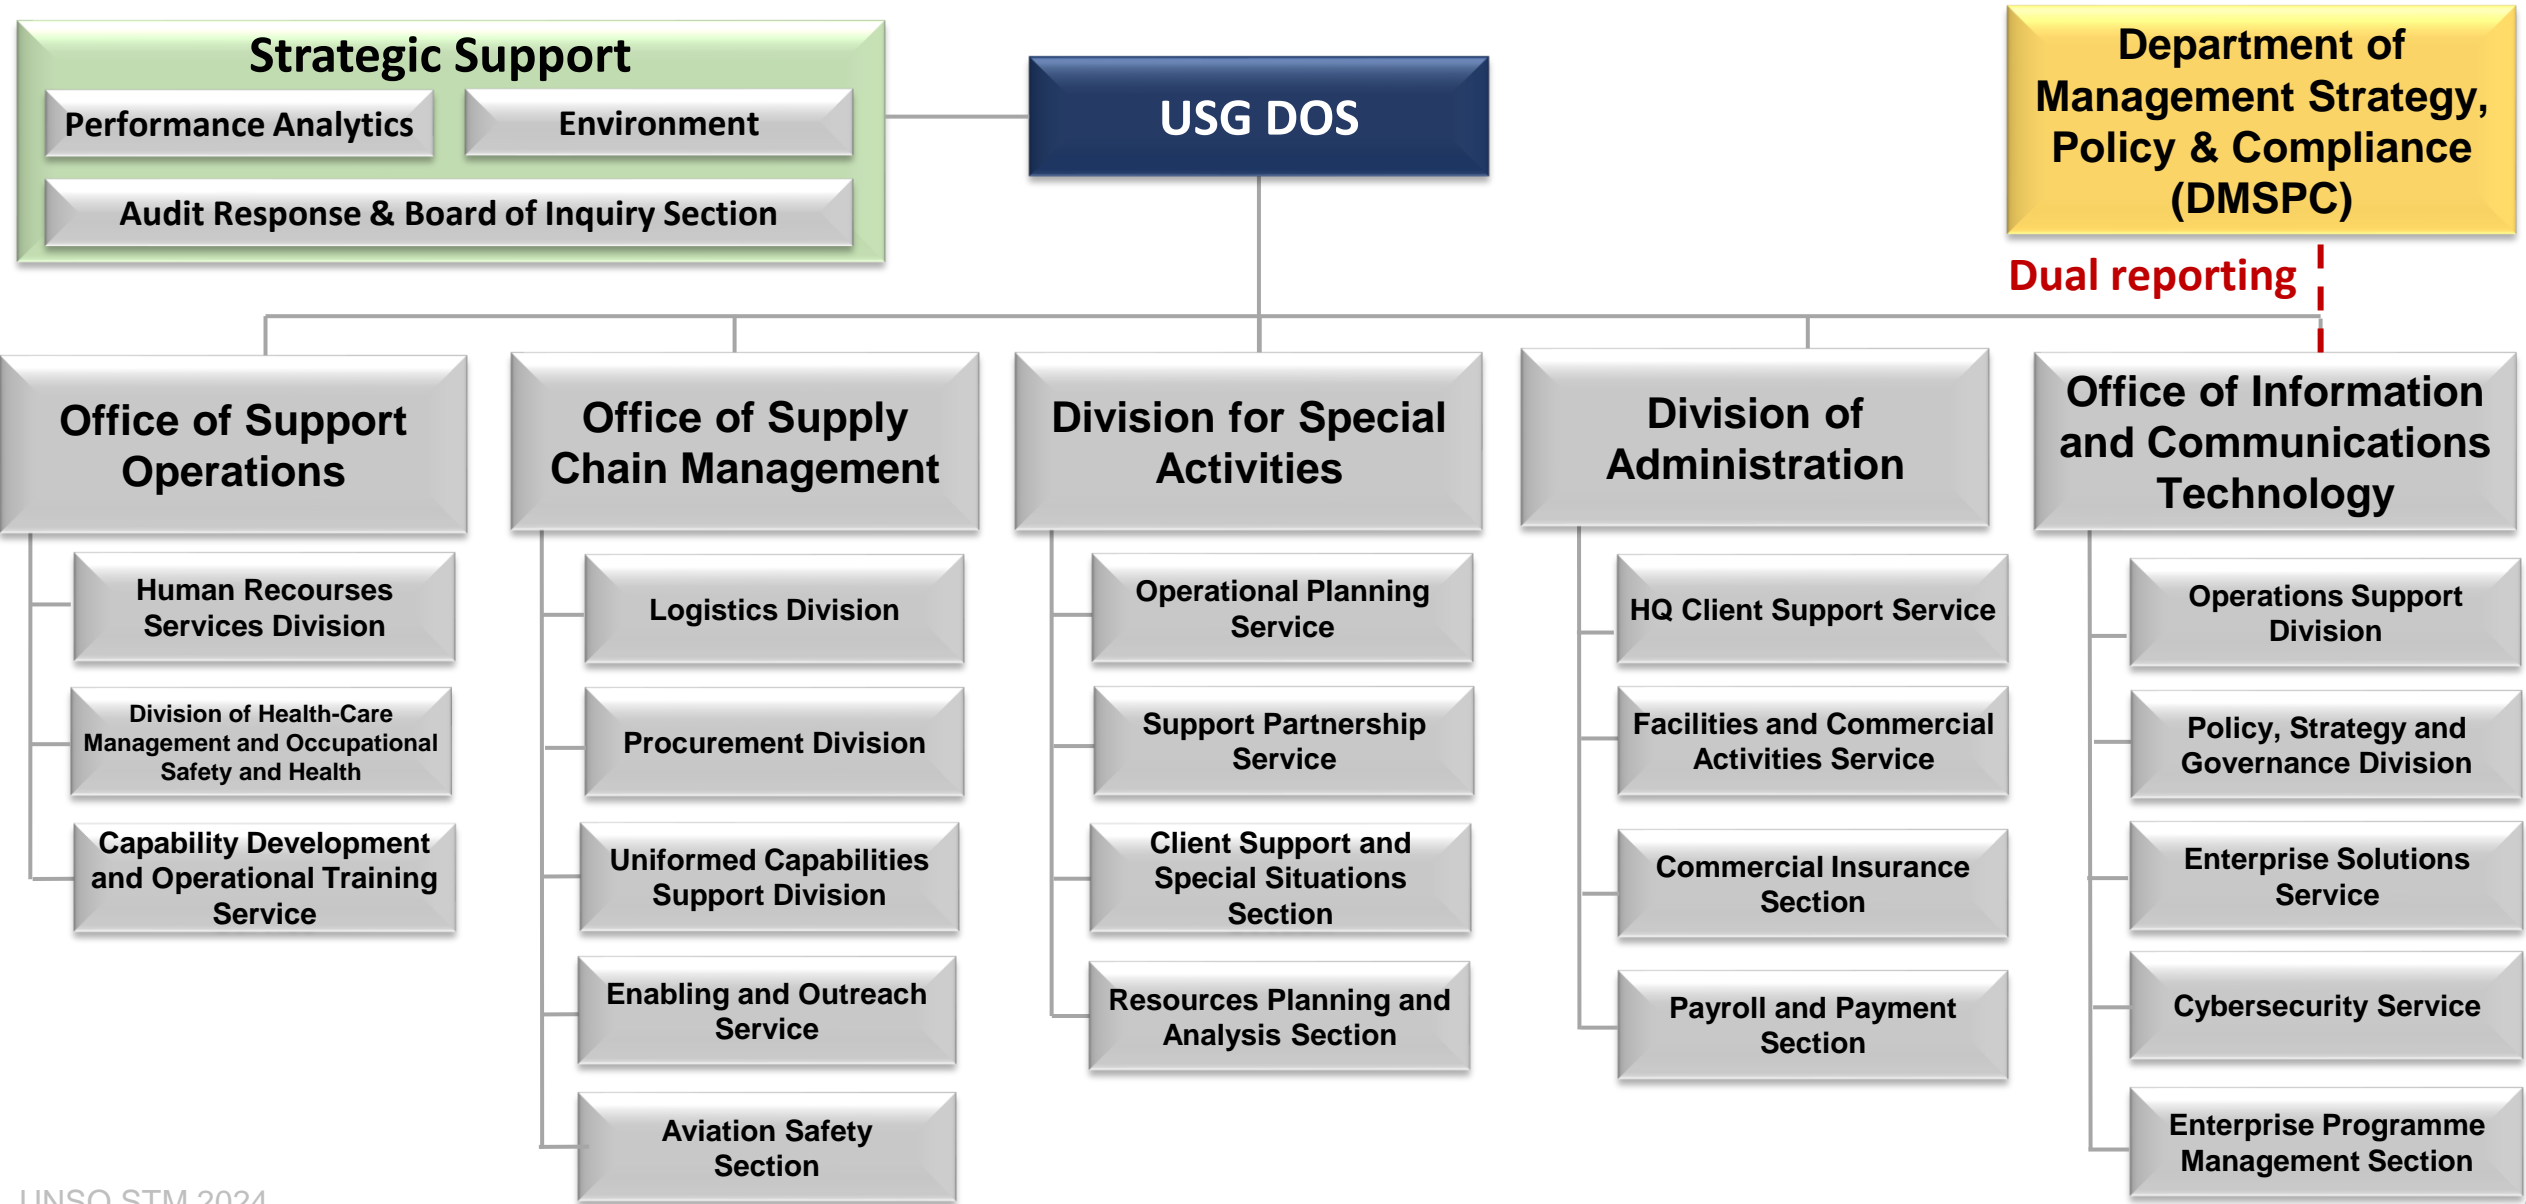 Strategic Support
Performance Analytics
Environment
Audit Response & Board of Inquiry Section
USG DOS
Department of
Management Strategy,
Policy & Compliance
(DMSPC)
Dual reporting
Office of Support
Operations
Human Recourses
Services Division
Division of Health-Care
Management and Occupational
Safety and Health
Capability Development
and Operational Training
Service
Office of Supply
Chain Management
Logistics Division
Procurement Division
Uniformed Capabilities
Support Division
Enabling and Outreach
Service
Aviation Safety
Section
Division for Special
Activities
Operational Planning
Service
Support Partnership
Service
Client Support and
Special Situations
Section
Resources Planning and
Analysis Section
Division of
Administration
HQ Client Support Service
Facilities and Commercial
Activities Service
Commercial Insurance
Section
Payroll and Payment
Section
Office of Information
and Communications
Technology
Operations Support
Division
Policy, Strategy and
Governance Division
Enterprise Solutions
Service
Cybersecurity Service
Enterprise Programme
Management Section
UNSO STM 2024